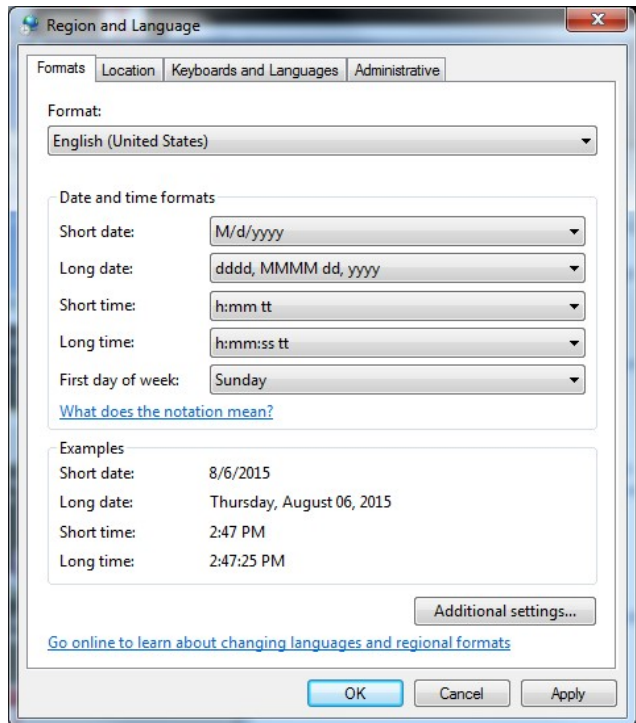 Region and Language
Formats Location Keyboards and Languages Administrative
Format:
English (United States)
Date and time formats
Short date: M/d/yyyy
Long date: dddd, MMMM dd, yyyy
Short time: h:mm tt
Long time: h:mm:ss tt
First day of week: Sunday
What does the notation mean?
Examples
Short date: 8/6/2015
Long date: Thursday, August 06, 2015
Short time: 2:47 PM
Long time: 2:47:25 PM
Additional settings...
Go online to learn about changing languages and regional formats
OK Cancel Apply